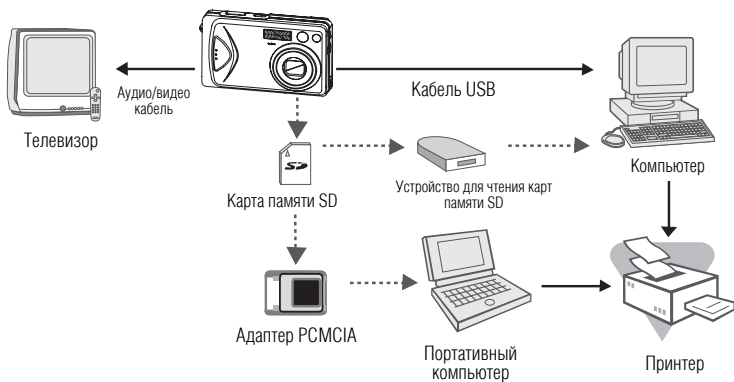 Аудио/видео
кабель
Кабель USB
Телевизор
SD
Карта памяти SD
Устройство для чтения карт
памяти SD
Компьютер
Адаптер PCMCIA
Портативный
компьютер
Принтер